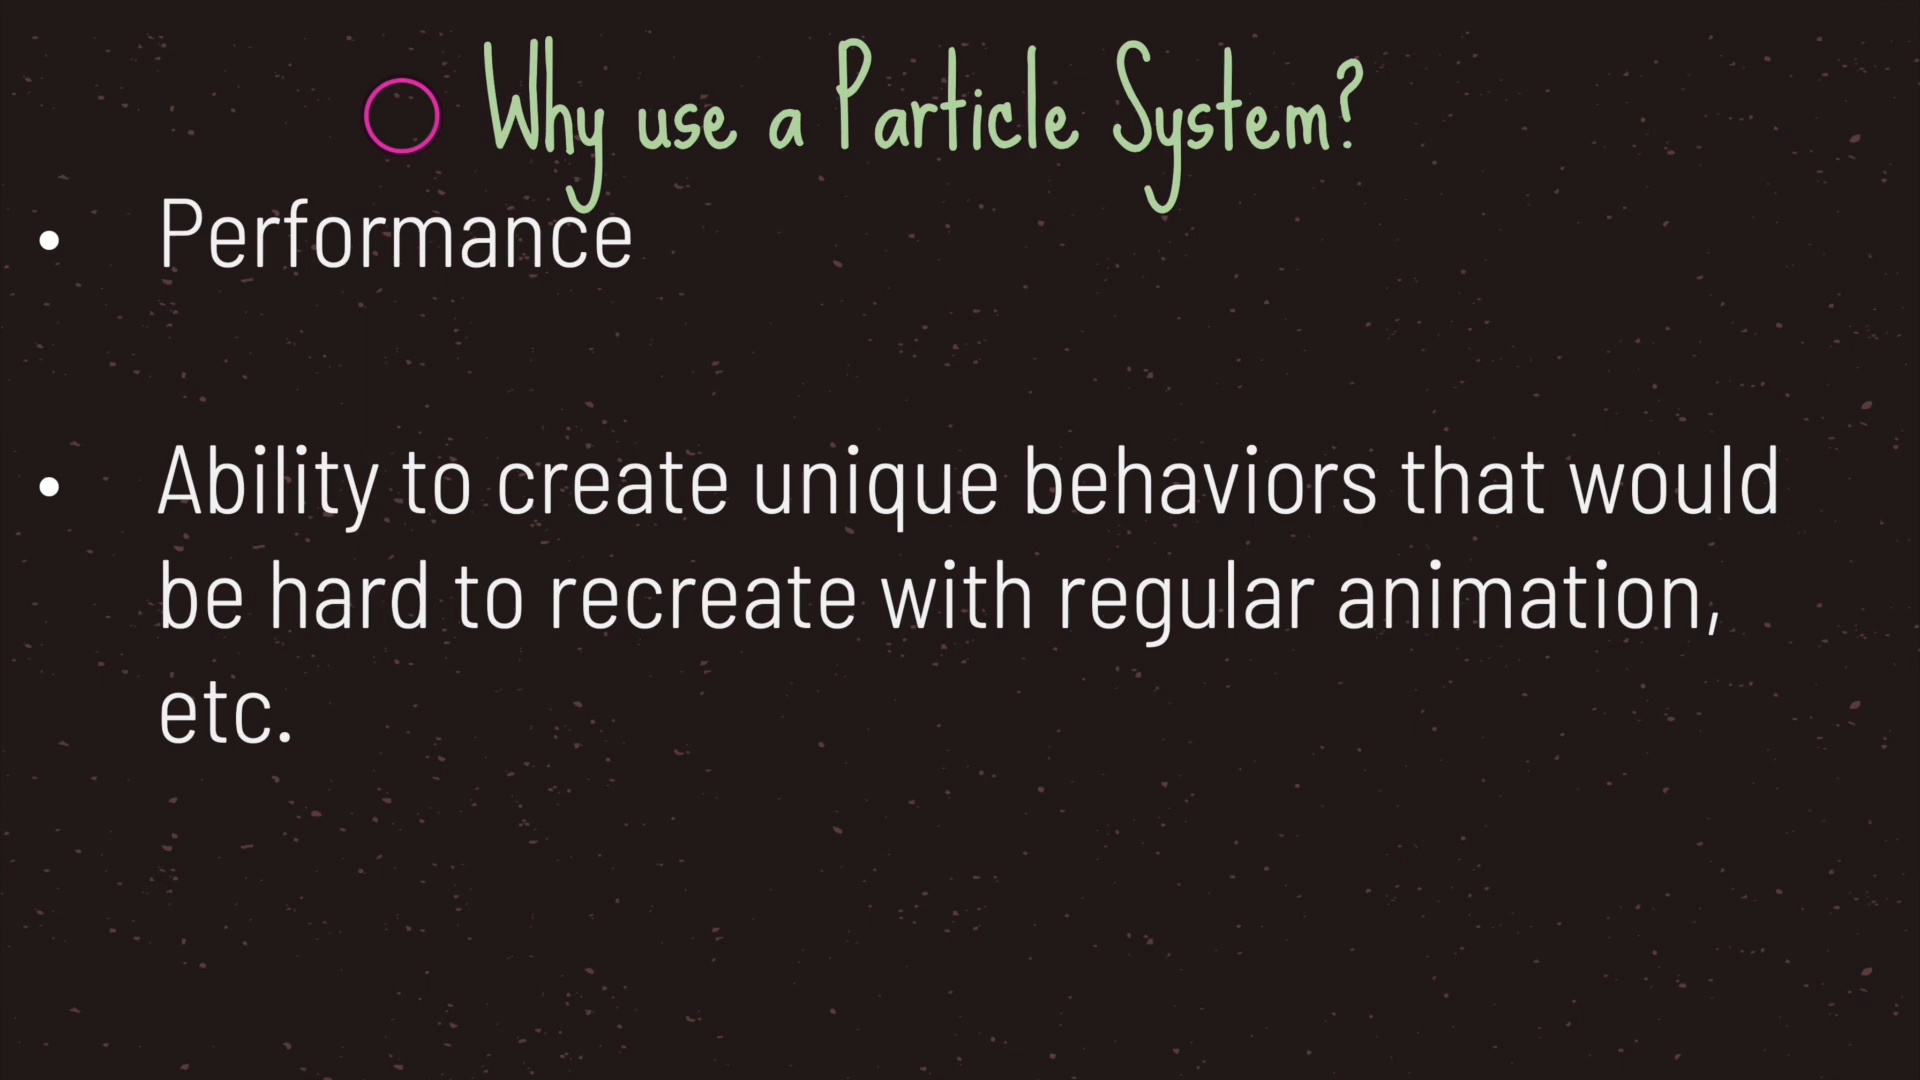 Why use a Particle System?
• Performance
• Ability to create unique behaviors that would
be hard to recreate with regular animation,
etc.